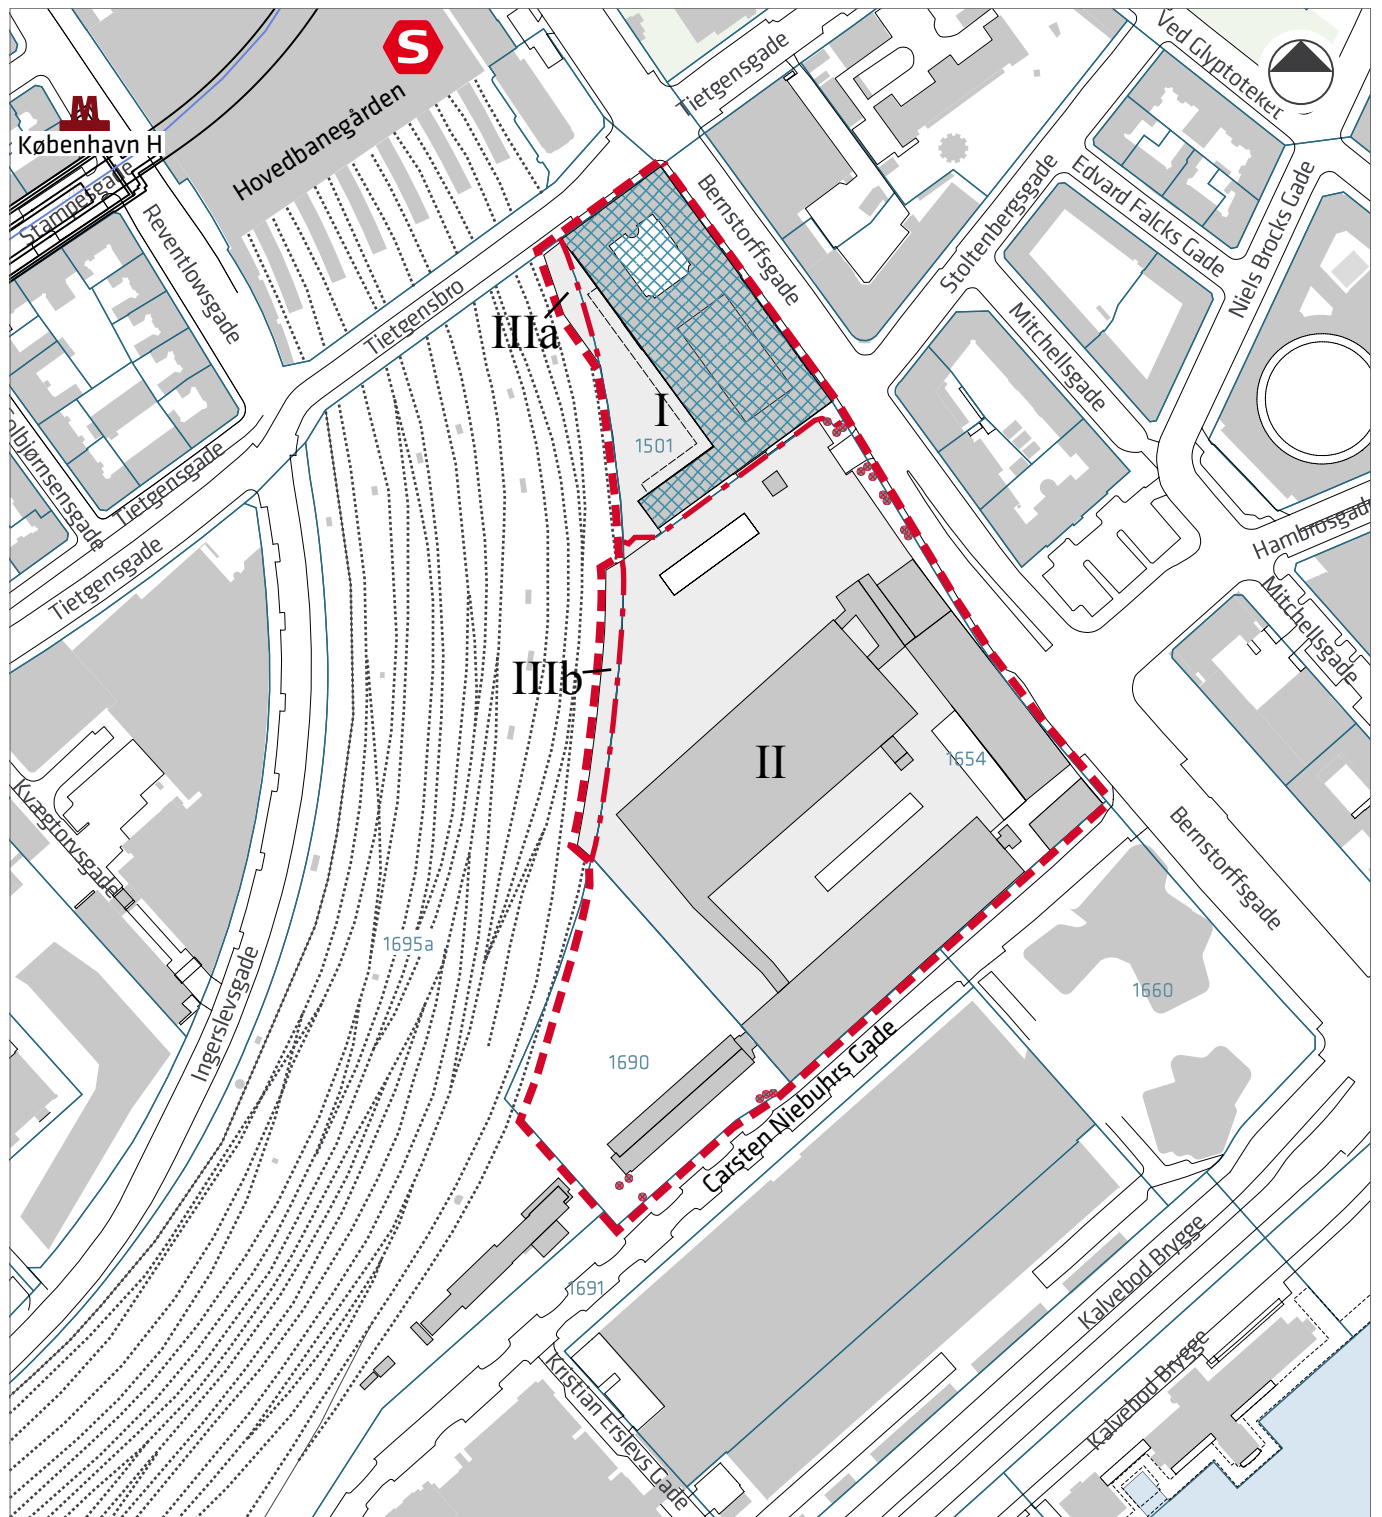 S
Tietgensgade
Ved Glyptoteket
M
København H
Hovedbanegården
Stampesgade
Reventlowsgade
Bernstorffsgade
Stoltenbergsgade
Edvard Falcks Gade
Niels Brocks Gade
Tietgensbro
Mitchellsgade
IIIa
I
1501
Tietgensgade
Tietgensgade
Hambrosgade
Mitchellsgade
IIIb
II
1654
Kvægtorvsgade
Bernstorffsgade
1695a
Ingerslevsgade
1660
1690
Carsten Niebuhrs Gade
1691
Kalvebod Brygge
Kalvebod Brygge
Kristian Erslevs Gade